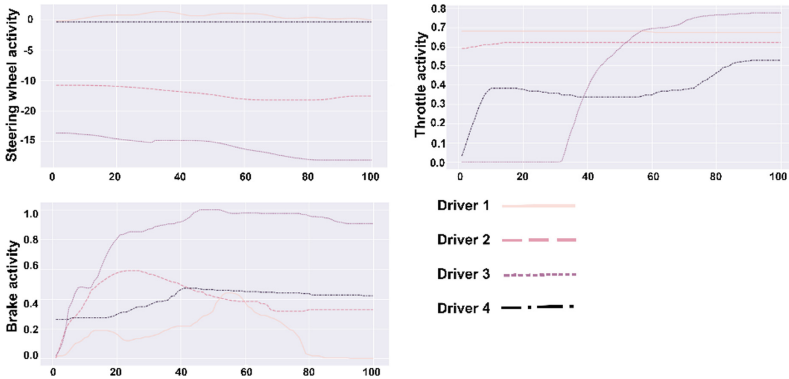 Steering wheel activity
0
5
-10
-20
-15
0 20 40 60 80 100
Throttle activity
0.8
0.7
0.6
0.5
0.4
0.3
0.2
0.1
0.0
0 20 40 60 80 100
Brake activity
1.0
0.8
0.6
0.4
0.2
0.0
0 20 40 60 80 100
Driver 1
Driver 2
Driver 3
Driver 4